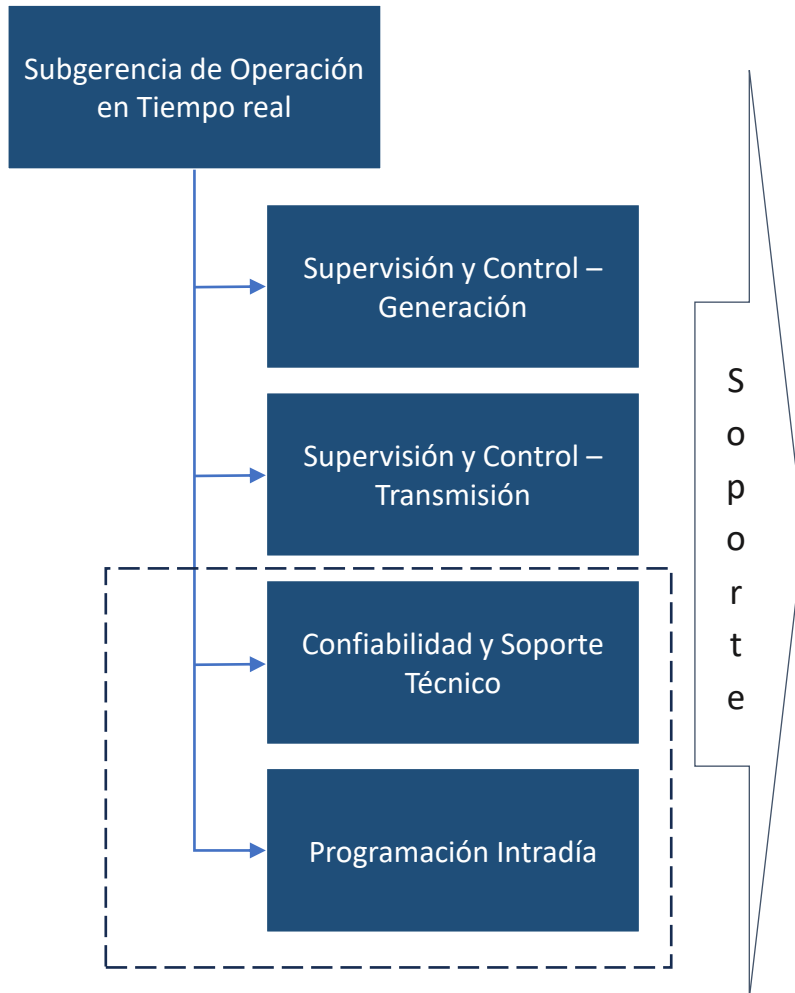 Subgerencia de Operación
en Tiempo real
Supervisión y Control –
Generación
Supervisión y Control –
Transmisión
Confiabilidad y Soporte
Técnico
Programación Intradía
S
o
p
o
r
t
e